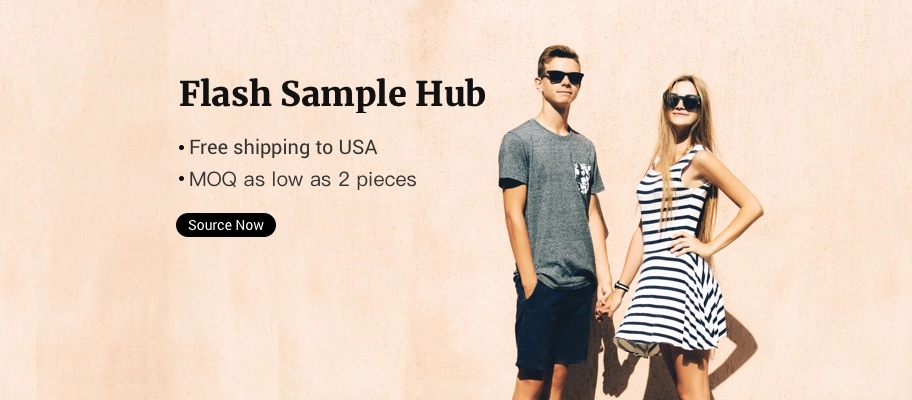 Flash Sample Hub
• Free shipping to USA
• MOQ as low as 2 pieces
Source Now